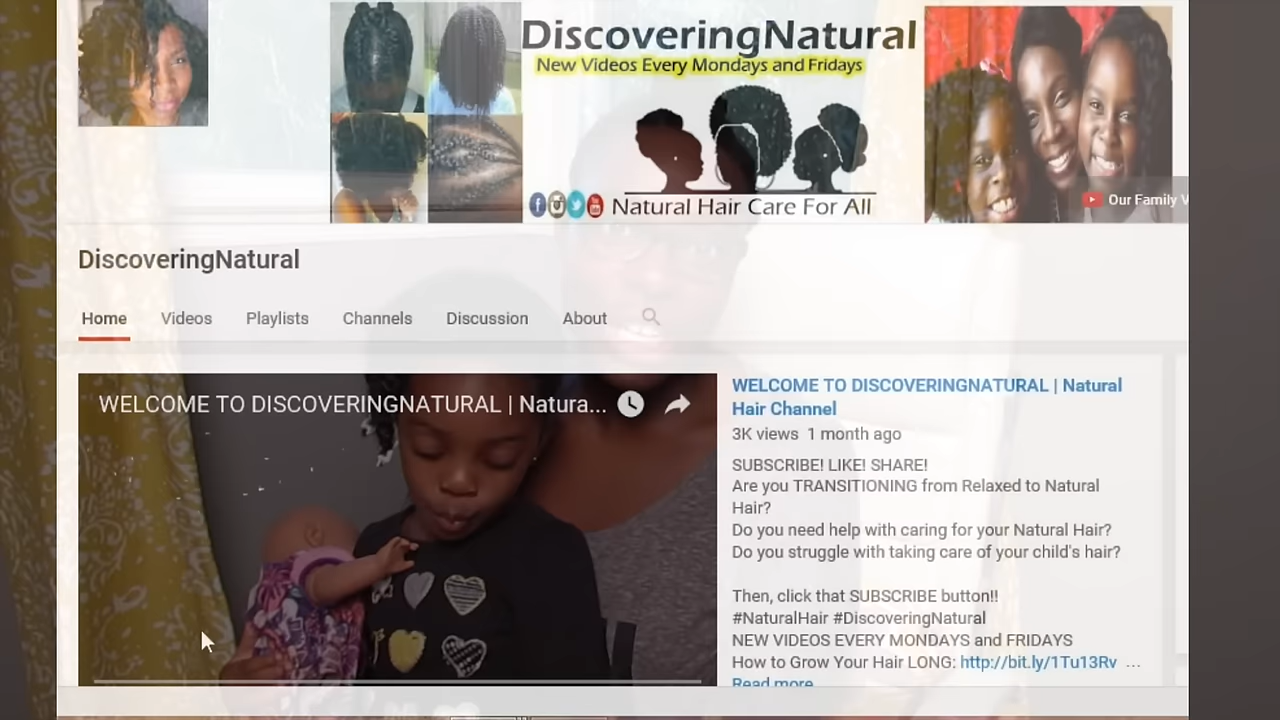 DiscoveringNatural
New Videos Every Mondays and Fridays
Natural Hair Care For All
Our Family V
DiscoveringNatural
Home Videos Playlists Channels Discussion About
WELCOME TO DISCOVERINGNATURAL | Natura...
WELCOME TO DISCOVERINGNATURAL | Natural
Hair Channel
3K views 1 month ago
SUBSCRIBE! LIKE! SHARE!
Are you TRANSITIONING from Relaxed to Natural
Hair?
Do you need help with caring for your Natural Hair?
Do you struggle with taking care of your child's hair?
Then, click that SUBSCRIBE button!!
#NaturalHair #DiscoveringNatural
NEW VIDEOS EVERY MONDAYS and FRIDAYS
How to Grow Your Hair LONG: http://bit.ly/1Tu13Rv ...
Read more